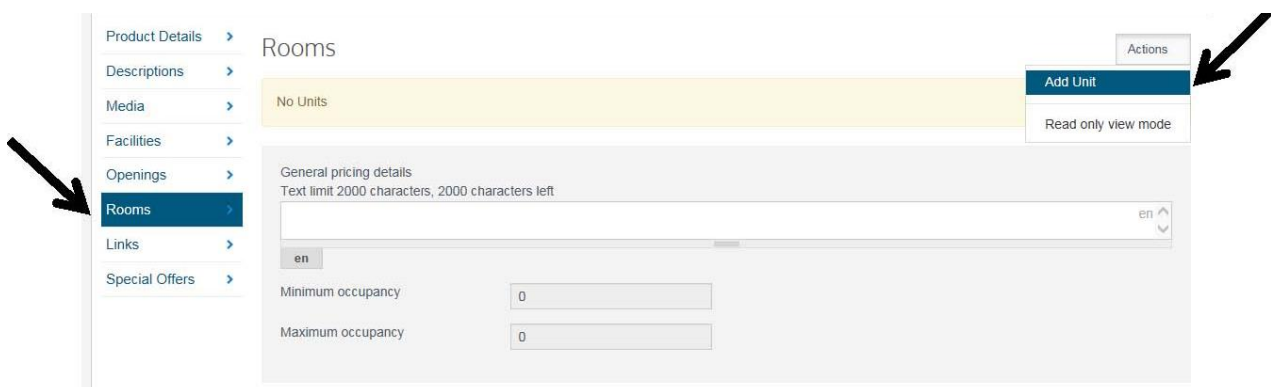 Product Details
Descriptions
Media
Facilities
Openings
Rooms
Links
Special Offers
Rooms
Actions
Add Unit
Read only view mode
No Units
General pricing details
Text limit 2000 characters, 2000 characters left
en
en
Minimum occupancy 0
Maximum occupancy 0